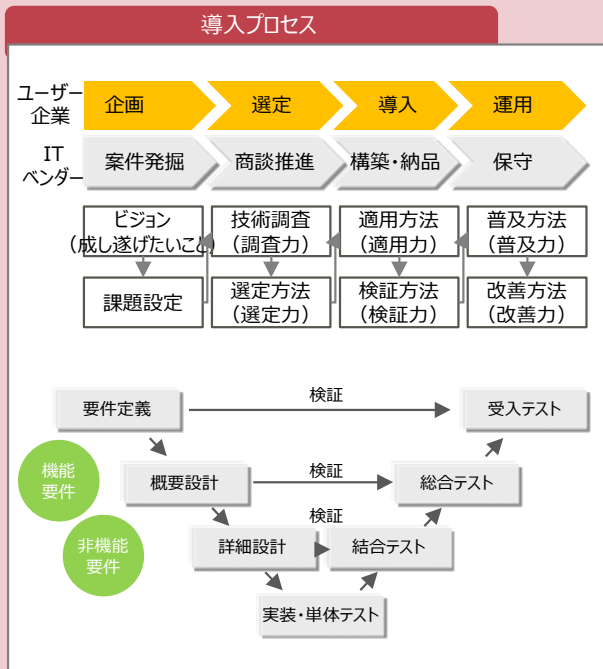 導入プロセス
ユーザー
企業
企画
選定
導入
運用
IT
ベンダー
案件発掘
商談推進
構築・納品
保守
ビジョン
(成し遂げたいこと)
技術調査
(調査力)
適用方法
(適用力)
普及方法
(普及力)
課題設定
選定方法
(選定力)
検証方法
(検証力)
改善方法
(改善力)
要件定義
検証
受入テスト
機能
要件
概要設計
検証
総合テスト
非機能
要件
詳細設計
検証
結合テスト
実装・単体テスト